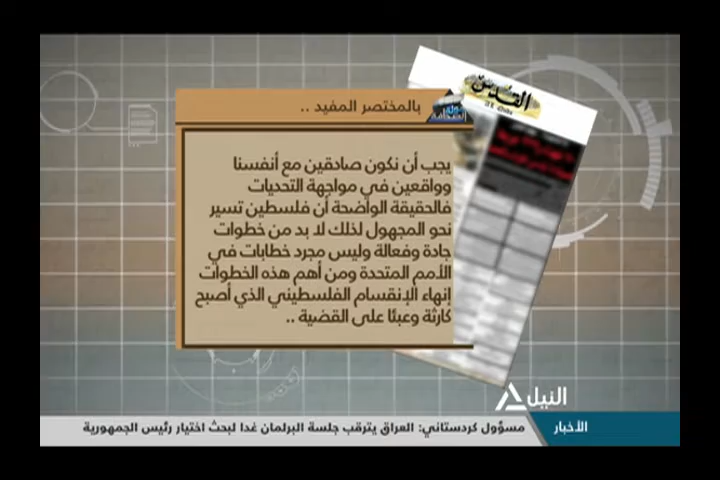 القدس
بالمختصر المفيد ..
الصحافة
يجب أن نكون صادقين مع أنفسنا
وواقعين في مواجهة التحديات
فالحقيقة الواضحة أن فلسطين تسير
نحو المجهول لذلك لا بد من خطوات
جادة وفعالة وليس مجرد خطابات في
الأمم المتحدة ومن أهم هذه الخطوات
إنهاء الإنقسام الفلسطيني الذي أصبح
كارثة وعبئا على القضية ..
النيل
الأخبار
مسؤول كردستاني: العراق يترقب جلسة البرلمان غدا لبحث اختيار رئيس الجمهورية